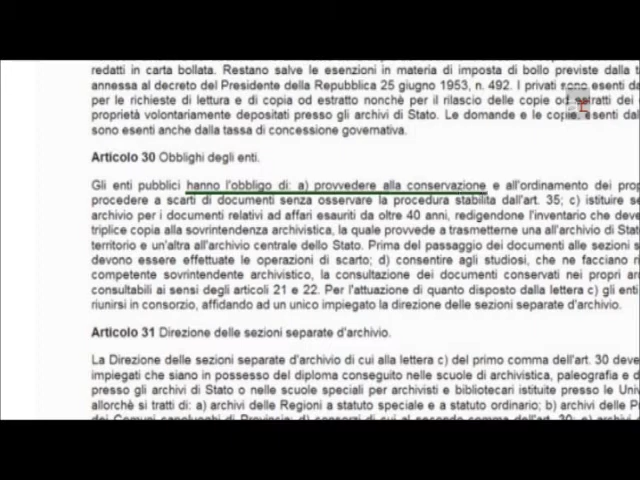 redatti in carta bollata. Restano salve le esenzioni in materia di imposta di bollo previste dalla
annessa al decreto del Presidente della Repubblica 25 giugno 1953, n. 492. I privati sono esenti
per le richieste di lettura e di copia od estratto nonchè per il rilascio delle copie od estratti dei
proprietà volontariamente depositati presso gli archivi di Stato. Le domande e le copie esenti
sono esenti anche dalla tassa di concessione governativa.
Articolo 30 Obblighi degli enti.
Gli enti pubblici hanno l'obbligo di: a) provvedere alla conservazione e all'ordinamento dei
procedere a scarti di documenti senza osservare la procedura stabilita dall'art. 35; c) istituire
archivio per i documenti relativi ad affari esauriti da oltre 40 anni, redigendone l'inventario che
triplice copia alla sovrintendenza archivistica, la quale provvede a trasmetterne una all'archivio di
territorio e un'altra all'archivio centrale dello Stato. Prima del passaggio dei documenti alle sezioni
devono essere effettuate le operazioni di scarto; d) consentire agli studiosi, che ne facciano
competente sovrintendente archivistico, la consultazione dei documenti conservati nei propri
consultabili ai sensi degli articoli 21 e 22. Per l'attuazione di quanto disposto dalla lettera c) gli
riunirsi in consorzio, affidando ad un unico impiegato la direzione delle sezioni separate d'archivio.
Articolo 31 Direzione delle sezioni separate d'archivio.
La Direzione delle sezioni separate d'archivio di cui alla lettera c) del primo comma dell'art. 30
impiegati che siano in possesso del diploma conseguito nelle scuole di archivistica, paleografia e
presso gli archivi di Stato o nelle scuole speciali per archivisti e bibliotecari istituite presso le
allorchè si tratti di: a) archivi delle Regioni a statuto speciale e a statuto ordinario; b) archivi delle